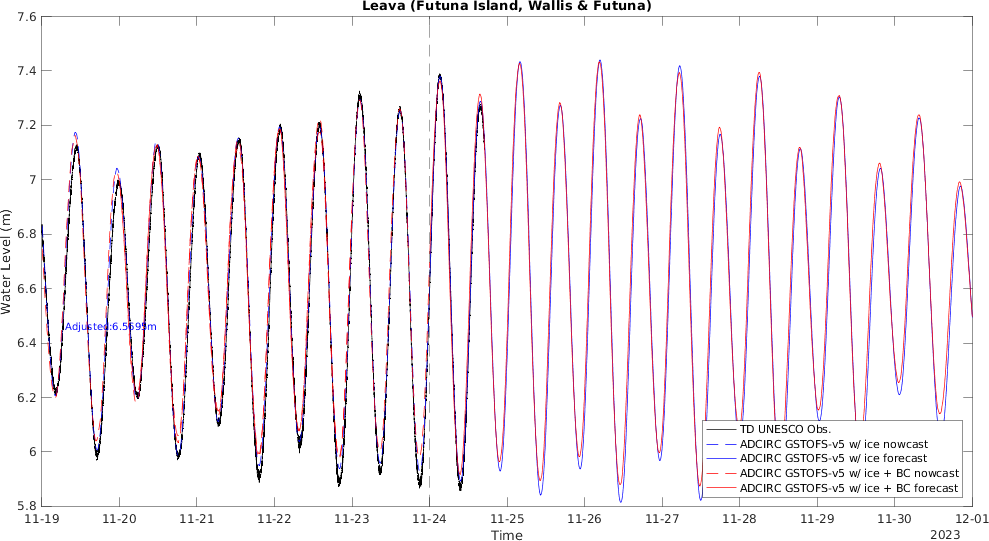 Leava (Futuna Island, Wallis & Futuna)
7.6
7.4
7.2
7
6.8
6.6
6.4
6.2
6
5.8
Water Level (m)
Adjusted:6.5695m
TD UNESCO Obs.
ADCIRC GSTOFS-v5 w/ ice nowcast
ADCIRC GSTOFS-v5 w/ ice forecast
ADCIRC GSTOFS-v5 w/ ice + BC nowcast
ADCIRC GSTOFS-v5 w/ ice + BC forecast
11-19 11-20 11-21 11-22 11-23 11-24 11-25 11-26 11-27 11-28 11-29 11-30 12-01
Time
2023